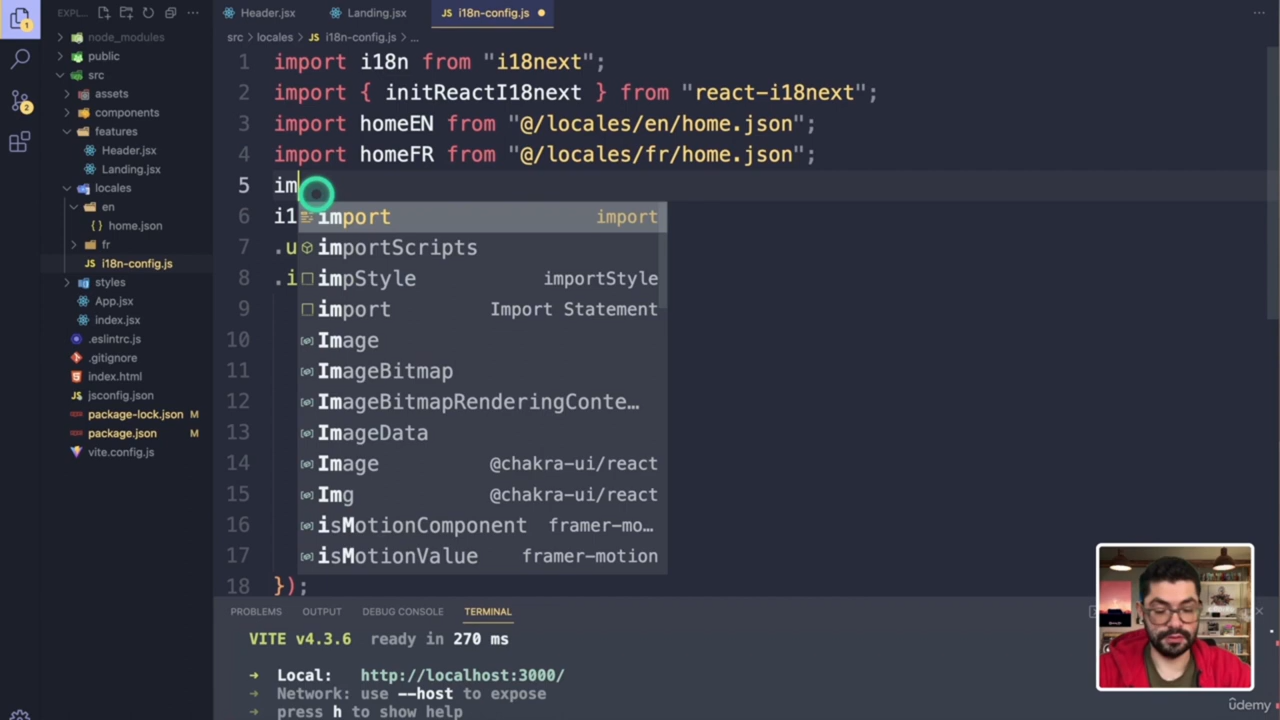 EXPL...
Header.jsx
Landing.jsx
JS i18n-config.js
node_modules
public
src
assets
components
features
Header.jsx
Landing.jsx
locales
en
{ } home.json
fr
JS i18n-config.js
styles
App.jsx
index.jsx
.eslintrc.js
.gitignore
index.html
jsconfig.json
package-lock.json M
package.json M
vite.config.js
1
2
src > locales > JS i18n-config.js > ...
1 import i18n from "i18next";
2 import { initReactI18next } from "react-i18next";
3 import homeEN from "@/locales/en/home.json";
4 import homeFR from "@/locales/fr/home.json";
5 im
6 i1
7 .u
8 .i
9
10
11
12
13
14
15
16
17
18 });
import import
importScripts
impStyle importStyle
import Import Statement
Image
ImageBitmap
ImageBitmapRenderingConte…
ImageData
Image @chakra-ui/react
Img @chakra-ui/react
isMotionComponent framer-mo…
isMotionValue framer-motion
PROBLEMS OUTPUT DEBUG CONSOLE TERMINAL
VITE v4.3.6 ready in 270 ms
➜ Local: http://localhost:3000/
➜ Network: use --host to expose
➜ press h to show help
ûdemy